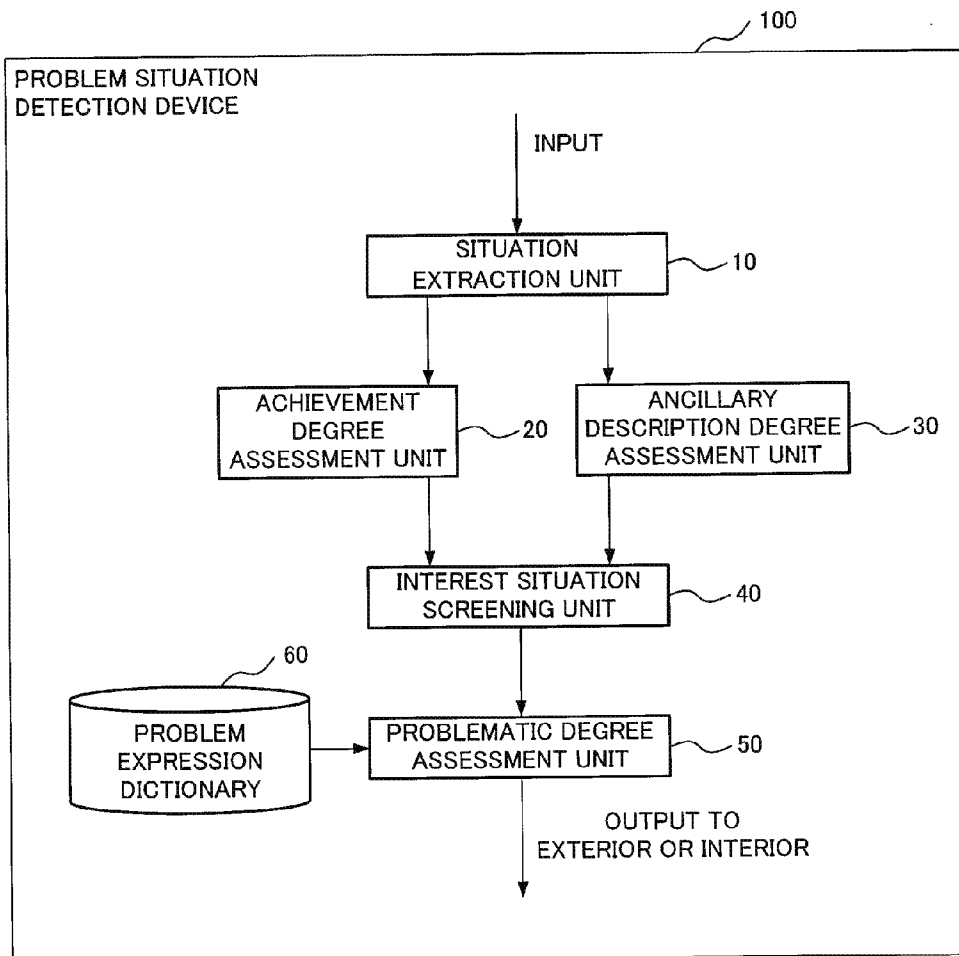 100
PROBLEM SITUATION
DETECTION DEVICE
INPUT
SITUATION
EXTRACTION UNIT
10
ACHIEVEMENT
DEGREE
ASSESSMENT UNIT
20
ANCILLARY
DESCRIPTION DEGREE
ASSESSMENT UNIT
30
INTEREST SITUATION
SCREENING UNIT
40
60
PROBLEM
EXPRESSION
DICTIONARY
PROBLEMATIC DEGREE
ASSESSMENT UNIT
50
OUTPUT TO
EXTERIOR OR INTERIOR